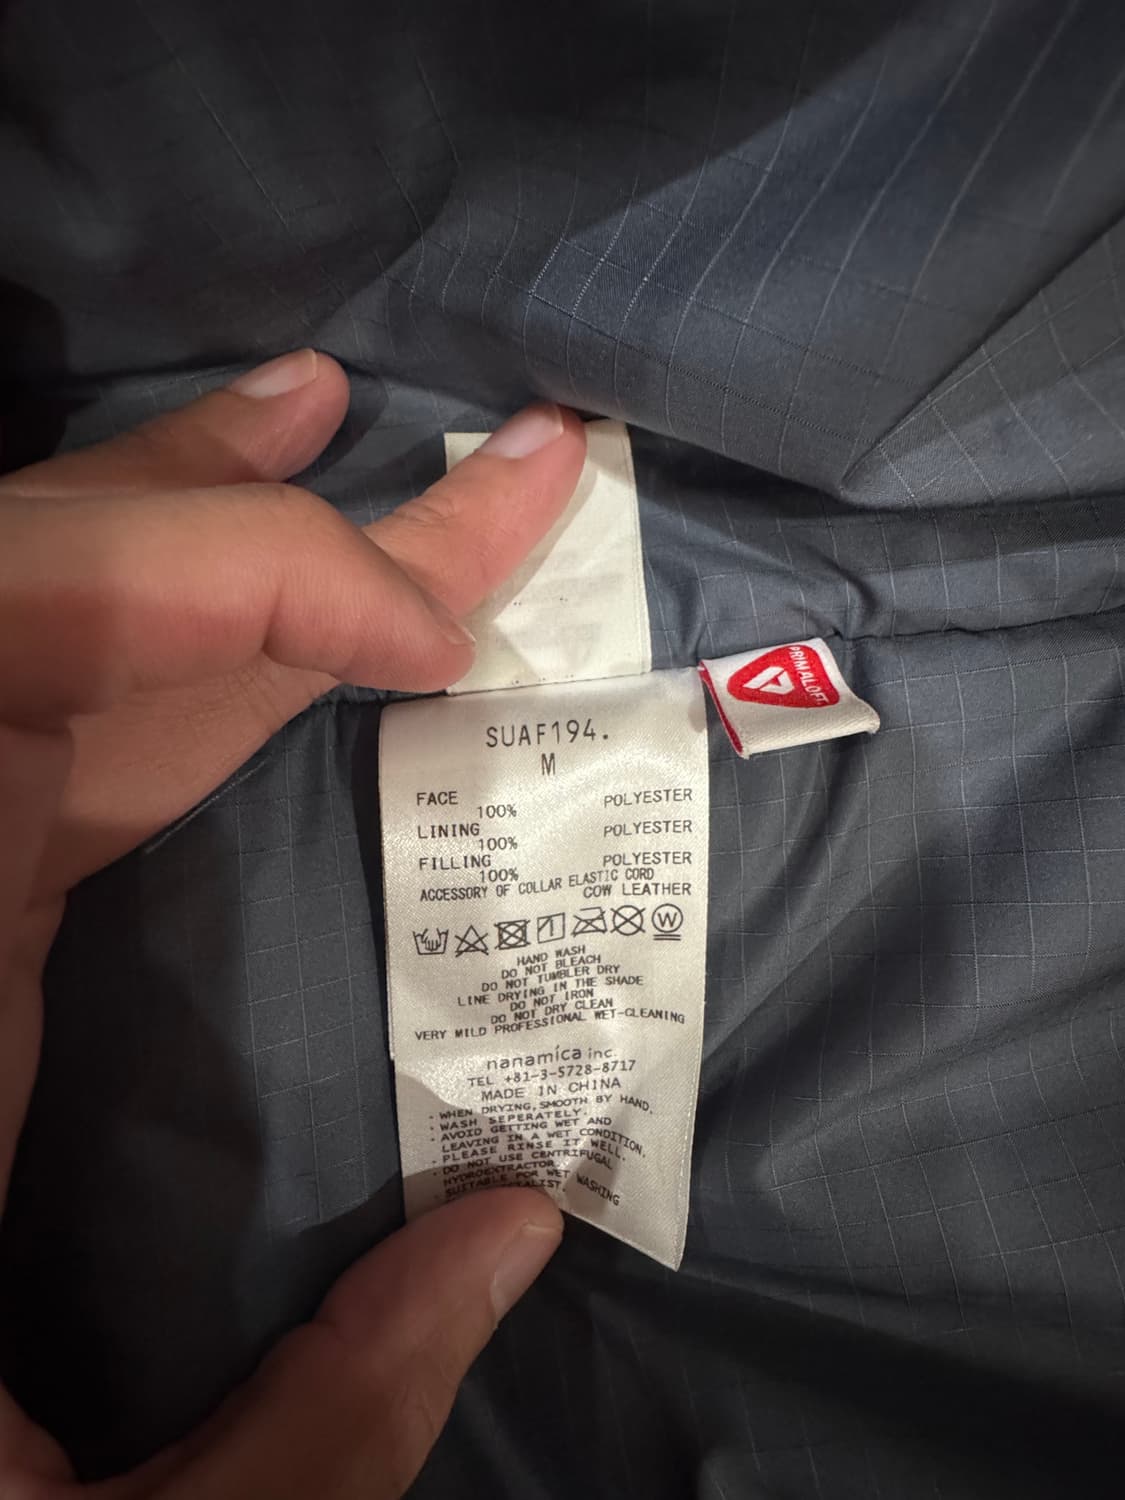 PRIMALOFT
SUAF194.
M
FACE
100% POLYESTER
LINING
100% POLYESTER
FILLING
100% POLYESTER
ACCESSORY OF COLLAR ELASTIC CORD
COW LEATHER
W
HAND WASH
DO NOT BLEACH
DO NOT TUMBLER DRY
LINE DRYING IN THE SHADE
DO NOT IRON
DO NOT DRY CLEAN
VERY MILD PROFESSIONAL WET-CLEANING
nanamíca inc.
TEL +81-3-5728-8717
MADE IN CHINA
· WHEN DRYING, SMOOTH BY HAND.
· WASH SEPERATELY.
· AVOID GETTING WET AND
LEAVING IN A WET CONDITION.
· PLEASE RINSE IT WELL.
· DO NOT USE CENTRIFUGAL
HYDROEXTRACTOR.
· SUITABLE FOR WET WASHING